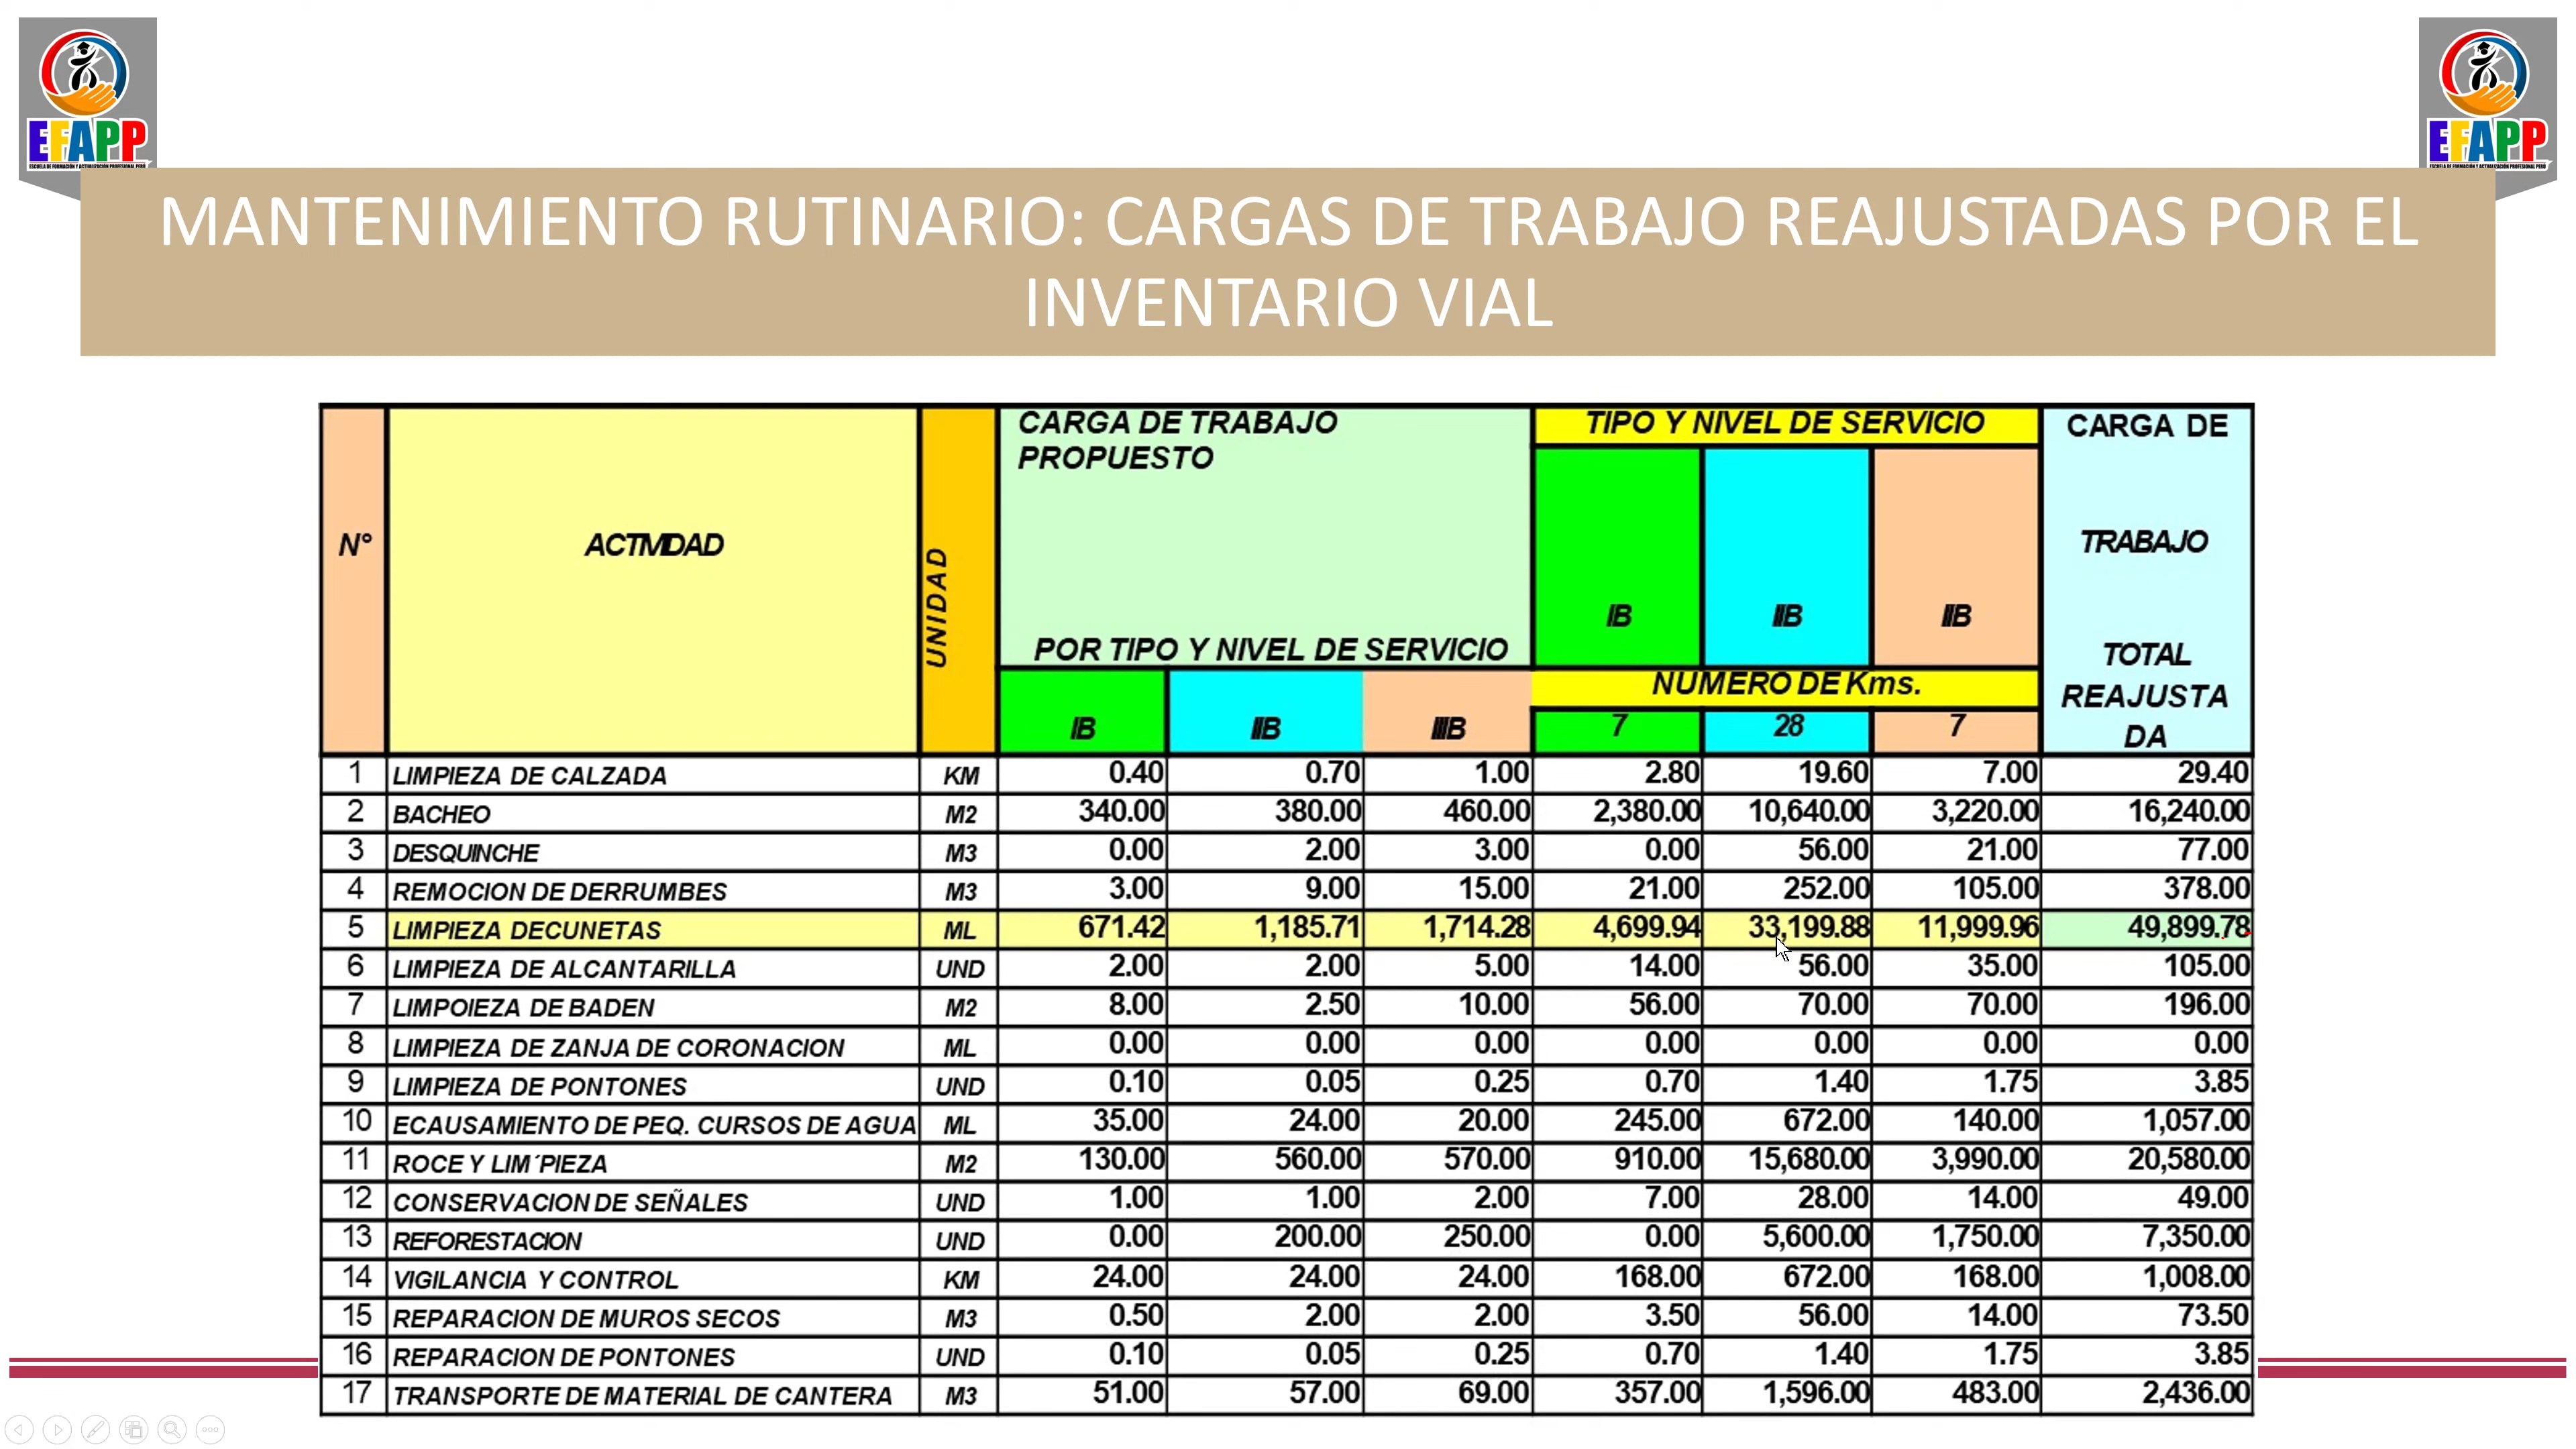 EFAPP
ESCUELA DE FORMACIÓN Y ACTUALIZACIÓN PROFESIONAL PERÚ
EFAPP
ESCUELA DE FORMACIÓN Y ACTUALIZACIÓN PROFESIONAL PERÚ
MANTENIMIENTO RUTINARIO: CARGAS DE TRABAJO REAJUSTADAS POR EL
INVENTARIO VIAL
N° ACTIVIDAD UNIDAD
CARGA DE TRABAJO
PROPUESTO
POR TIPO Y NIVEL DE SERVICIO
IB IIB IIIB
TIPO Y NIVEL DE SERVICIO
IB IIB IIB
NUMERO DE Kms.
7 28 7
CARGA DE
TRABAJO
TOTAL
REAJUSTA
DA
1 LIMPIEZA DE CALZADA KM 0.40 0.70 1.00 2.80 19.60 7.00 29.40
2 BACHEO M2 340.00 380.00 460.00 2,380.00 10,640.00 3,220.00 16,240.00
3 DESQUINCHE M3 0.00 2.00 3.00 0.00 56.00 21.00 77.00
4 REMOCION DE DERRUMBES M3 3.00 9.00 15.00 21.00 252.00 105.00 378.00
5 LIMPIEZA DECUNETAS ML 671.42 1,185.71 1,714.28 4,699.94 33,199.88 11,999.96 49,899.78
6 LIMPIEZA DE ALCANTARILLA UND 2.00 2.00 5.00 14.00 56.00 35.00 105.00
7 LIMPOIEZA DE BADEN M2 8.00 2.50 10.00 56.00 70.00 70.00 196.00
8 LIMPIEZA DE ZANJA DE CORONACION ML 0.00 0.00 0.00 0.00 0.00 0.00 0.00
9 LIMPIEZA DE PONTONES UND 0.10 0.05 0.25 0.70 1.40 1.75 3.85
10 ECAUSAMIENTO DE PEQ. CURSOS DE AGUA ML 35.00 24.00 20.00 245.00 672.00 140.00 1,057.00
11 ROCE Y LIM´PIEZA M2 130.00 560.00 570.00 910.00 15,680.00 3,990.00 20,580.00
12 CONSERVACION DE SEÑALES UND 1.00 1.00 2.00 7.00 28.00 14.00 49.00
13 REFORESTACION UND 0.00 200.00 250.00 0.00 5,600.00 1,750.00 7,350.00
14 VIGILANCIA Y CONTROL KM 24.00 24.00 24.00 168.00 672.00 168.00 1,008.00
15 REPARACION DE MUROS SECOS M3 0.50 2.00 2.00 3.50 56.00 14.00 73.50
16 REPARACION DE PONTONES UND 0.10 0.05 0.25 0.70 1.40 1.75 3.85
17 TRANSPORTE DE MATERIAL DE CANTERA M3 51.00 57.00 69.00 357.00 1,596.00 483.00 2,436.00